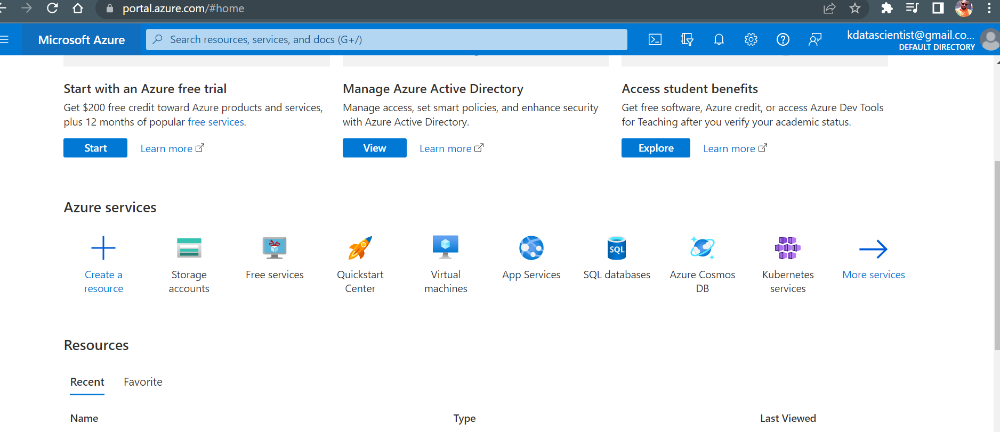 portal.azure.com/#home
Microsoft Azure
Search resources, services, and docs (G+/)
kdatascientist@gmail.co...
DEFAULT DIRECTORY
Start with an Azure free trial
Get $200 free credit toward Azure products and services,
plus 12 months of popular free services.
Start
Learn more
Manage Azure Active Directory
Manage access, set smart policies, and enhance security
with Azure Active Directory.
View
Learn more
Access student benefits
Get free software, Azure credit, or access Azure Dev Tools
for Teaching after you verify your academic status.
Explore
Learn more
Azure services
Create a
resource
Storage
accounts
Free services
Quickstart
Center
Virtual
machines
App Services
SQL
SQL databases
Azure Cosmos
DB
Kubernetes
services
More services
Resources
Recent
Favorite
Name
Type
Last Viewed